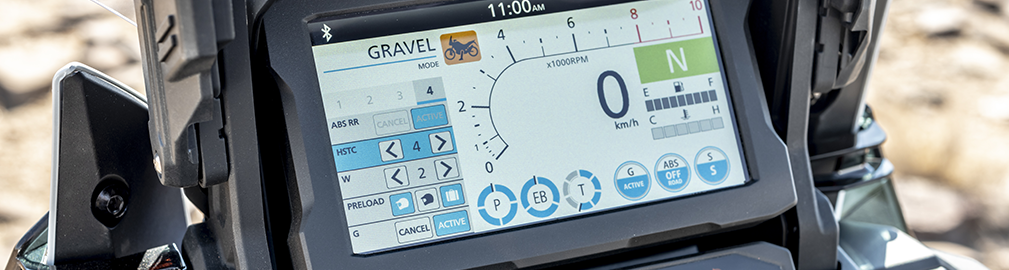 11:00AM
GRAVEL
MODE
1 2 3 4
ABS RR CANCEL ACTIVE
HSTC < 4 >
W < 2 >
PRELOAD
G CANCEL ACTIVE
0 2 4 6 8 10
x1000RPM
0
km/h
N
E F
C H
P
EB
T
G
ACTIVE
ABS
OFF
ROAD
S
S